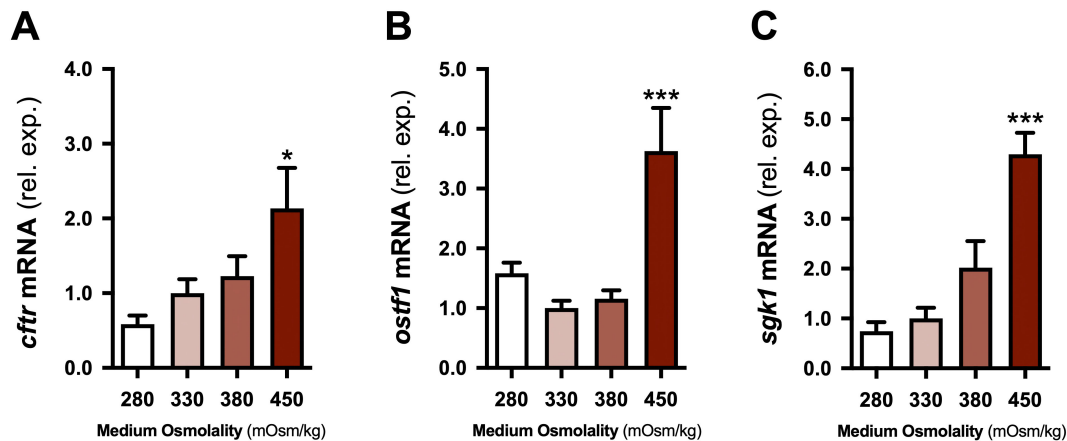 A
cftr mRNA (rel. exp.)
4.0
3.0
2.0
1.0
0.0
*
280 330 380 450
Medium Osmolality (mOsm/kg)
B
ostf1 mRNA (rel. exp.)
5.0
4.0
3.0
2.0
1.0
0.0
***
280 330 380 450
Medium Osmolality (mOsm/kg)
C
sgk1 mRNA (rel. exp.)
6.0
5.0
4.0
3.0
2.0
1.0
0.0
***
280 330 380 450
Medium Osmolality (mOsm/kg)